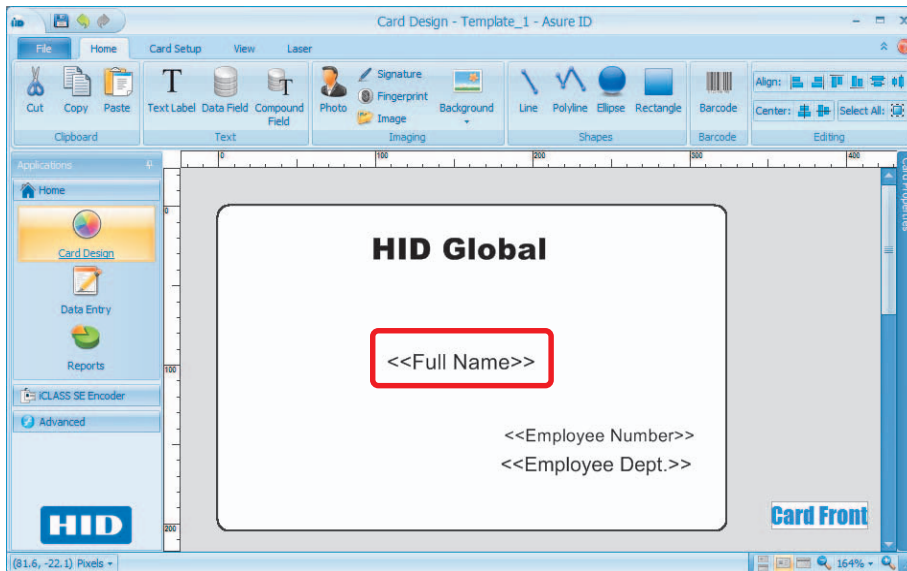 Card Design - Template_1 - Asure ID
File Home Card Setup View Laser
Cut Copy Paste
Clipboard
Text Label Data Field Compound Field
Text
Photo
Signature
Fingerprint
Image
Background
Imaging
Line Polyline Ellipse Rectangle
Shapes
Barcode
Barcode
Align:
Center: Select All:
Editing
Applications
Home
Card Design
Data Entry
Reports
iCLASS SE Encoder
Advanced
HID
0 100 200 300 400
0
100
200
HID Global
<<Full Name>>
<<Employee Number>>
<<Employee Dept.>>
Card Front
Card Properties
(81.6, -22.1) Pixels
164%